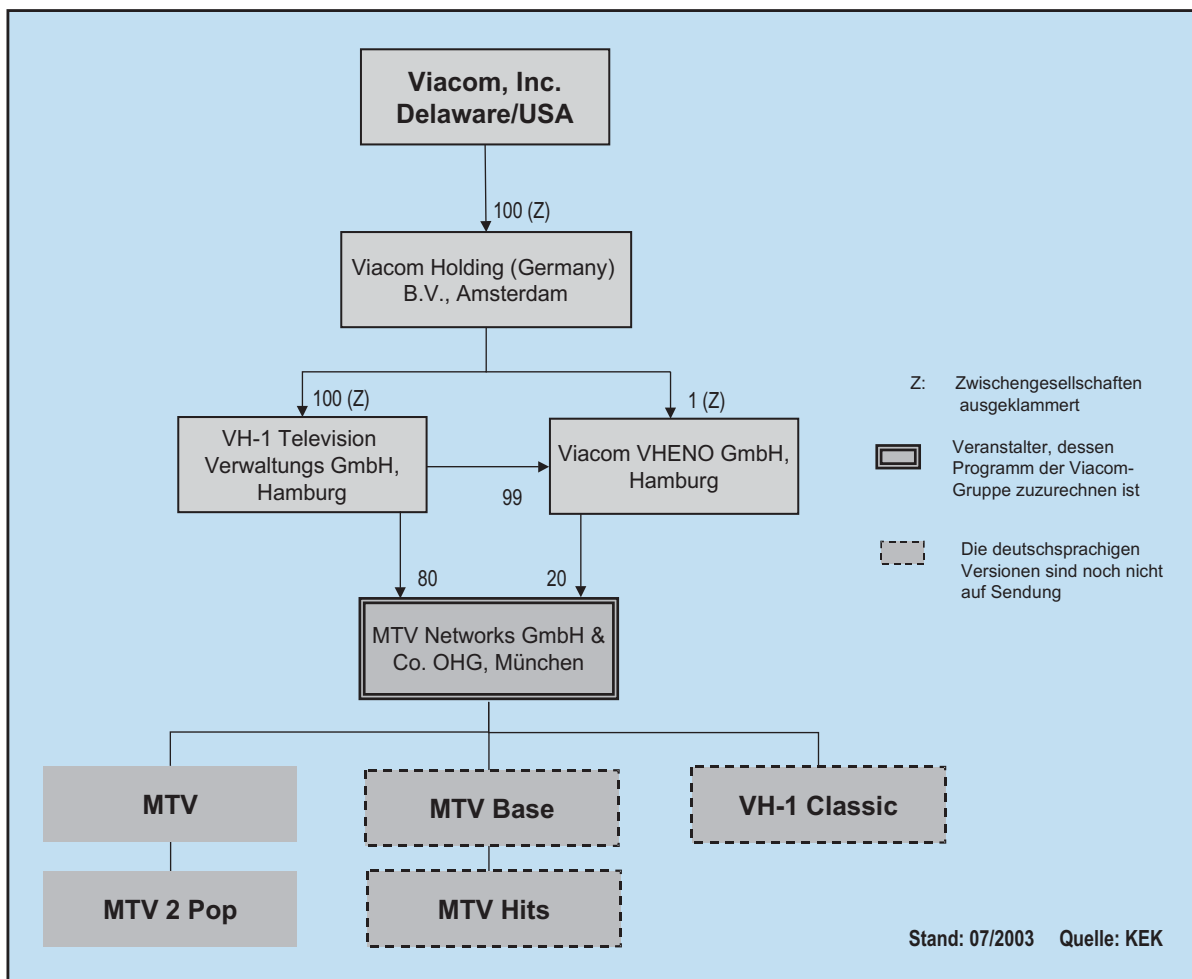 Viacom, Inc.
Delaware/USA
100 (Z)
Viacom Holding (Germany)
B.V., Amsterdam
100 (Z)
1 (Z)
VH-1 Television
Verwaltungs GmbH,
Hamburg
Viacom VHENO GmbH,
Hamburg
99
80
20
MTV Networks GmbH &
Co. OHG, München
MTV
MTV Base
VH-1 Classic
MTV 2 Pop
MTV Hits
Z: Zwischengesellschaften
ausgeklammert
Veranstalter, dessen
Programm der Viacom-
Gruppe zuzurechnen ist
Die deutschsprachigen
Versionen sind noch nicht
auf Sendung
Stand: 07/2003 Quelle: KEK